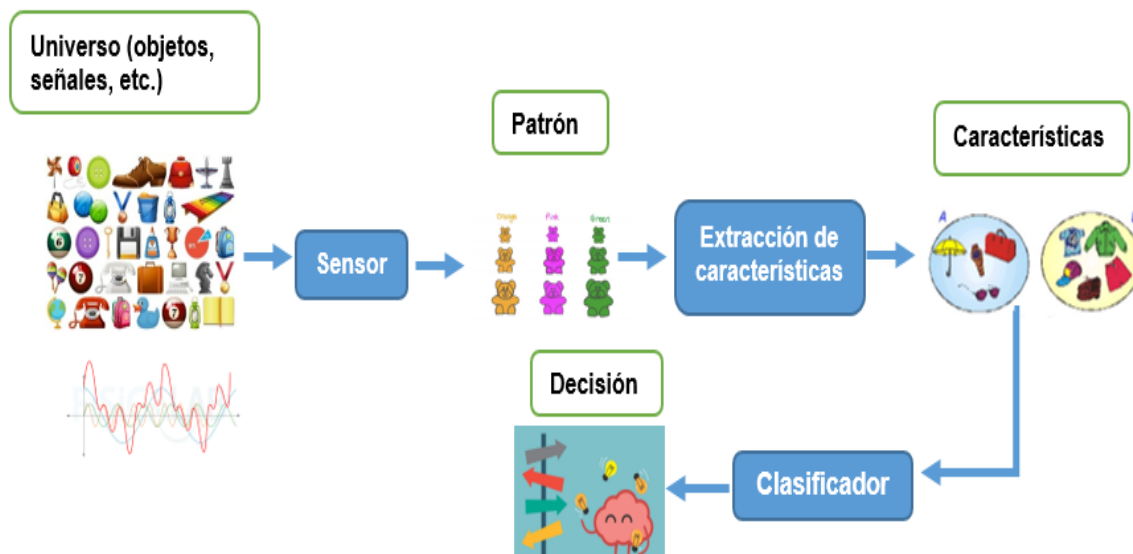 Universo (objetos,
señales, etc.)
Patrón
Características
Orange Pink Green
A
Sensor
Extracción de
características
Decisión
Clasificador